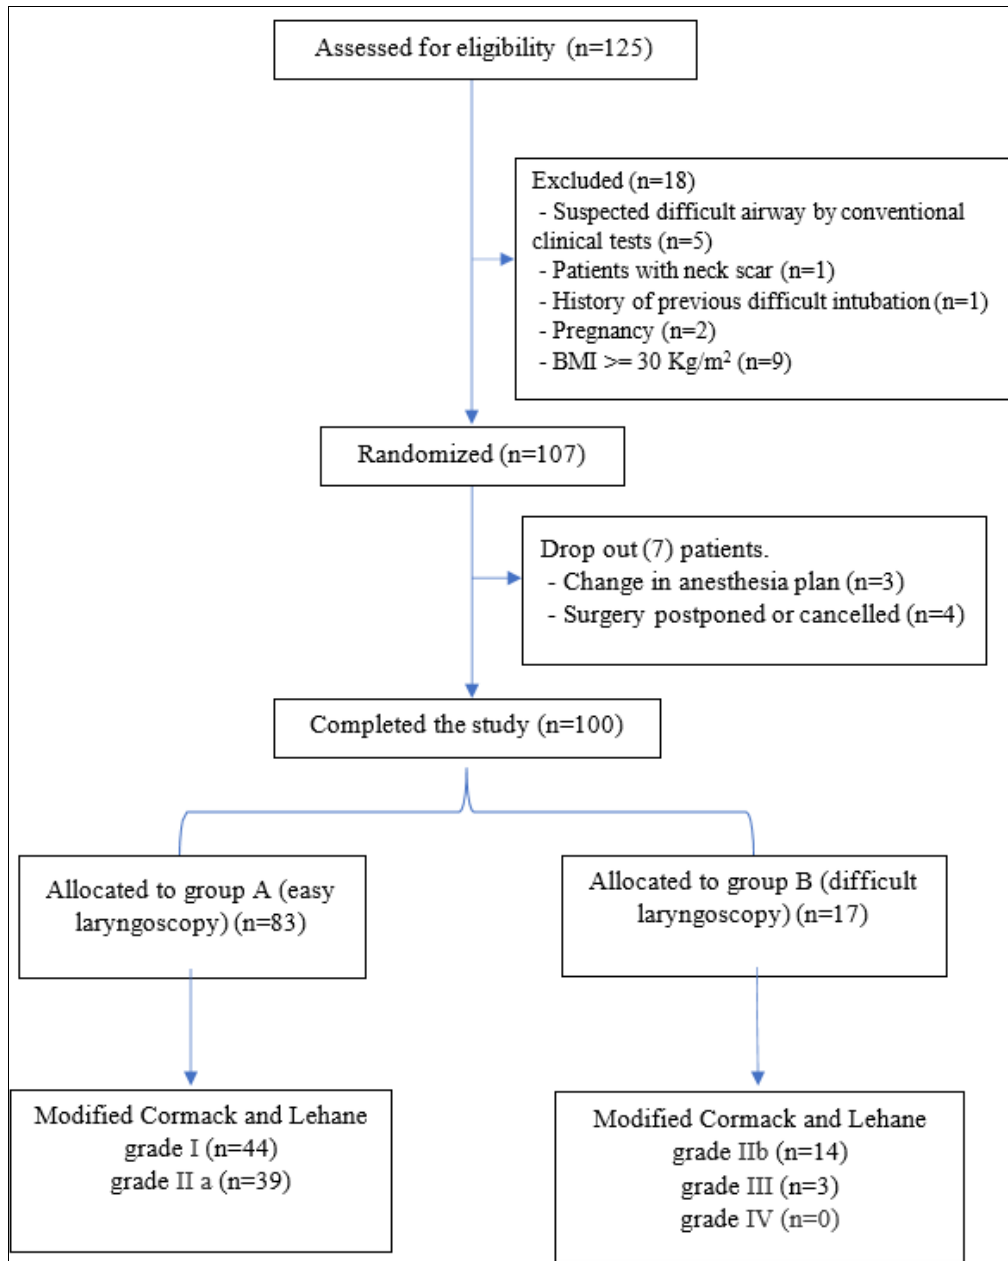 Assessed for eligibility (n=125)
Excluded (n=18)
- Suspected difficult airway by conventional
clinical tests (n=5)
- Patients with neck scar (n=1)
- History of previous difficult intubation (n=1)
- Pregnancy (n=2)
- BMI >= 30 Kg/m² (n=9)
Randomized (n=107)
Drop out (7) patients.
- Change in anesthesia plan (n=3)
- Surgery postponed or cancelled (n=4)
Completed the study (n=100)
Allocated to group A (easy
laryngoscopy) (n=83)
Allocated to group B (difficult
laryngoscopy) (n=17)
Modified Cormack and Lehane
grade I (n=44)
grade II a (n=39)
Modified Cormack and Lehane
grade IIb (n=14)
grade III (n=3)
grade IV (n=0)